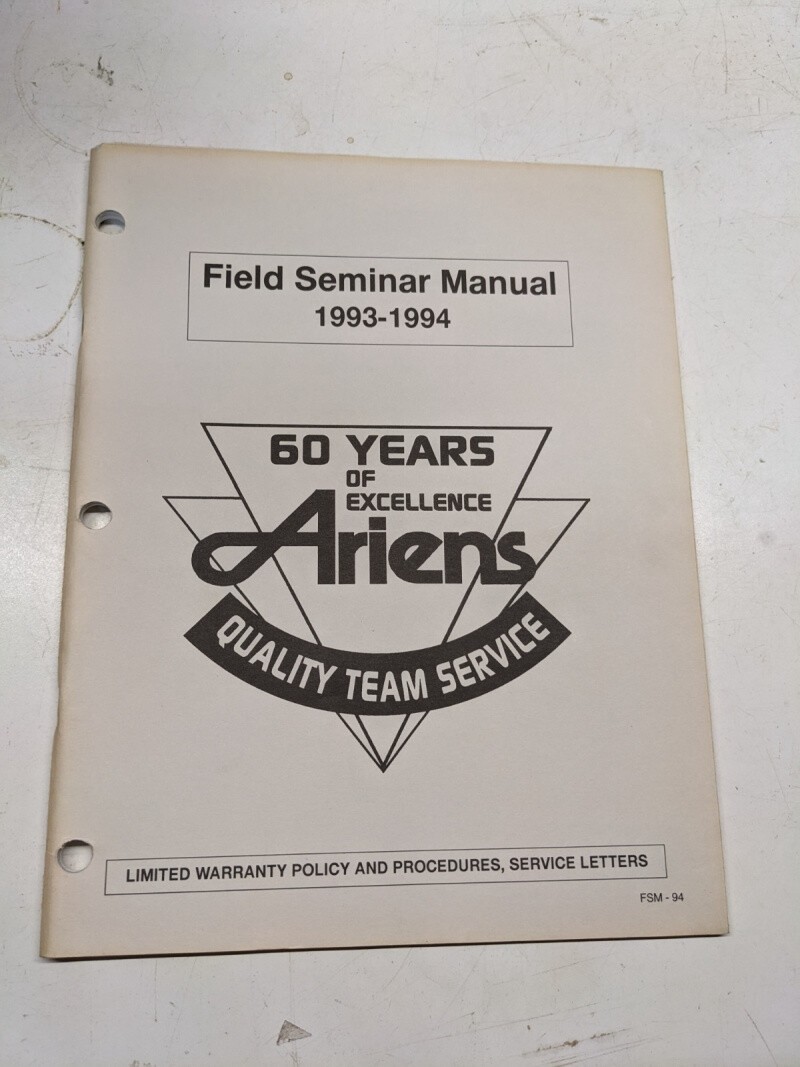 Field Seminar Manual
1993-1994
60 YEARS
OF
EXCELLENCE
Ariens
QUALITY TEAM SERVICE
LIMITED WARRANTY POLICY AND PROCEDURES, SERVICE LETTERS
FSM - 94